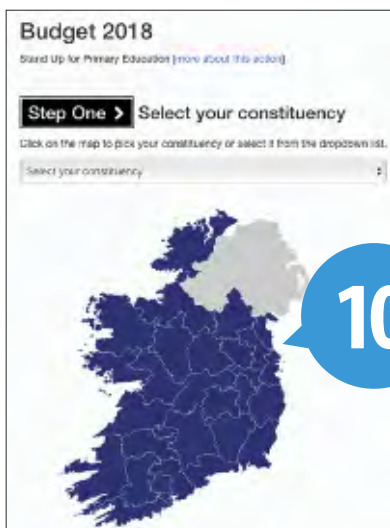 Budget 2018
Stand Up for Primary Education [more about this action]
Step One > Select your constituency
Click on the map to pick your constituency or select it from the dropdown list.
Select your constituency
10